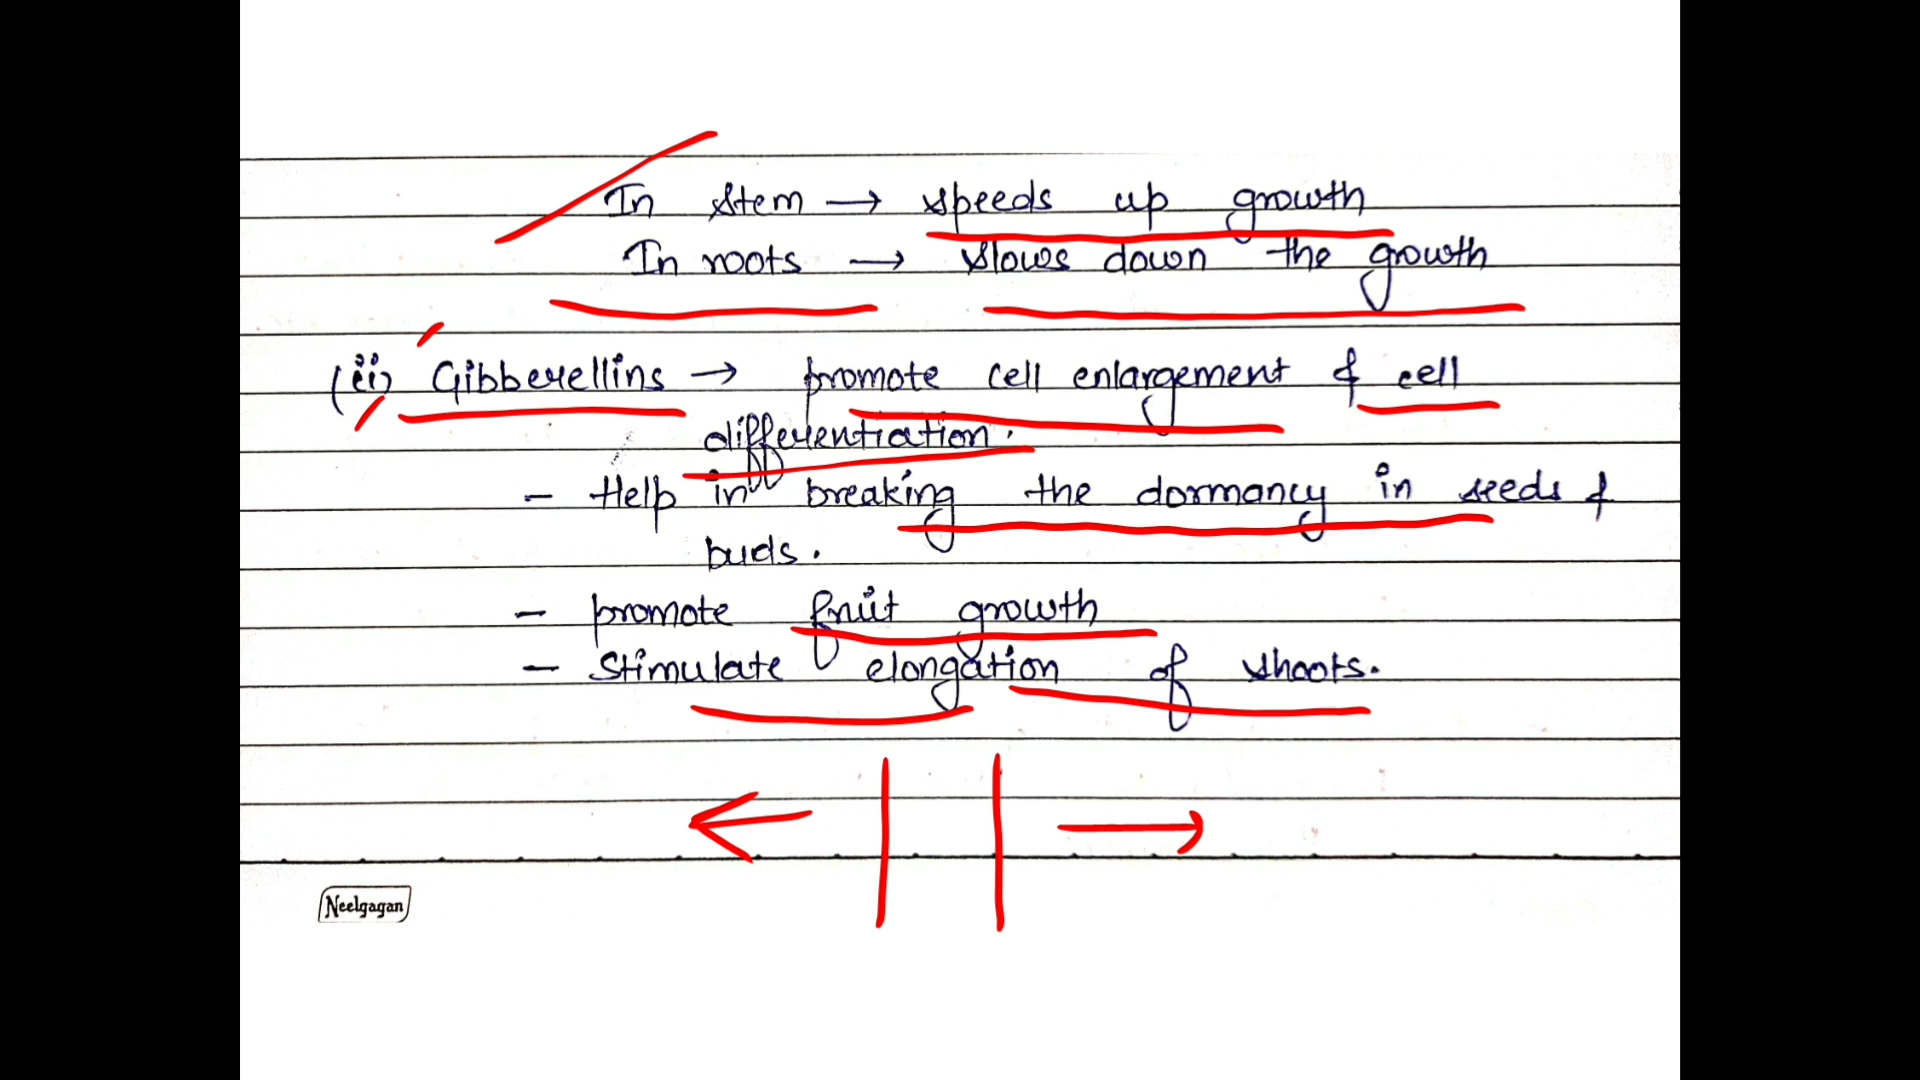 In stem → speeds up growth
In roots → slows down the growth
(ii) Gibberellins → promote cell enlargement & cell
differentiation.
- Help in breaking the dormancy in seeds &
buds.
- promote fruit growth
- Stimulate elongation of shoots.
Neelgagan